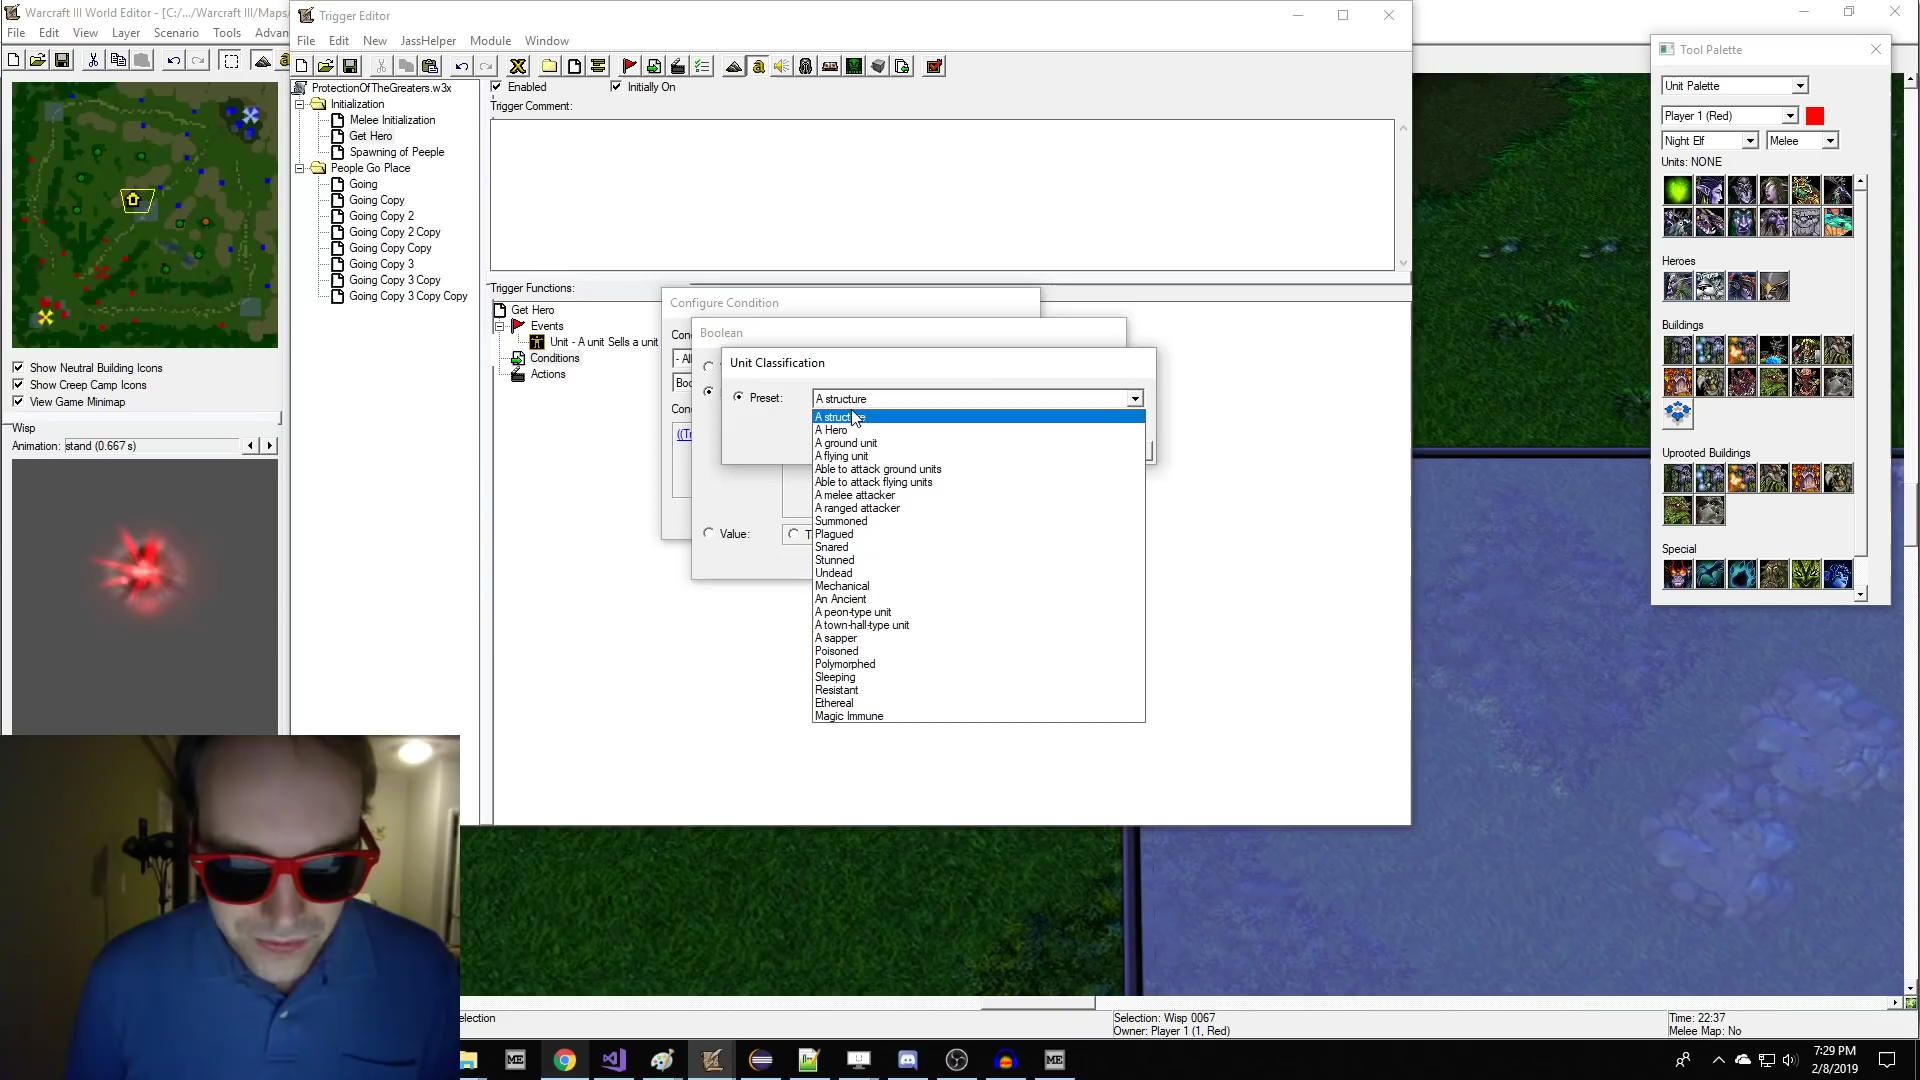 Warcraft III World Editor - [C:/.../Warcraft III/Maps/
File Edit View Layer Scenario Tools Advan
Show Neutral Building Icons
Show Creep Camp Icons
View Game Minimap
Wisp
Animation: stand (0.667 s)
Trigger Editor
File Edit New JassHelper Module Window
ProtectionOfTheGreaters.w3x
Initialization
Melee Initialization
Get Hero
Spawning of Peeple
People Go Place
Going
Going Copy
Going Copy 2
Going Copy 2 Copy
Going Copy Copy
Going Copy 3
Going Copy 3 Copy
Going Copy 3 Copy Copy
Enabled Initially On
Trigger Comment:
Trigger Functions:
Get Hero
Events
Unit - A unit Sells a unit
Conditions
Actions
Configure Condition
Boolean
Unit Classification
Preset: A structure
A structure
A Hero
A ground unit
A flying unit
Able to attack ground units
Able to attack flying units
A melee attacker
A ranged attacker
Summoned
Plagued
Snared
Stunned
Undead
Mechanical
An Ancient
A peon-type unit
A town-hall-type unit
A sapper
Poisoned
Polymorphed
Sleeping
Resistant
Ethereal
Magic Immune
Value:
Tool Palette
Unit Palette
Player 1 (Red)
Night Elf Melee
Units: NONE
Heroes
Buildings
Uprooted Buildings
Special
election
Selection: Wisp 0067
Owner: Player 1 (1, Red)
Time: 22:37
Melee Map: No
ME
ME
7:29 PM
2/8/2019